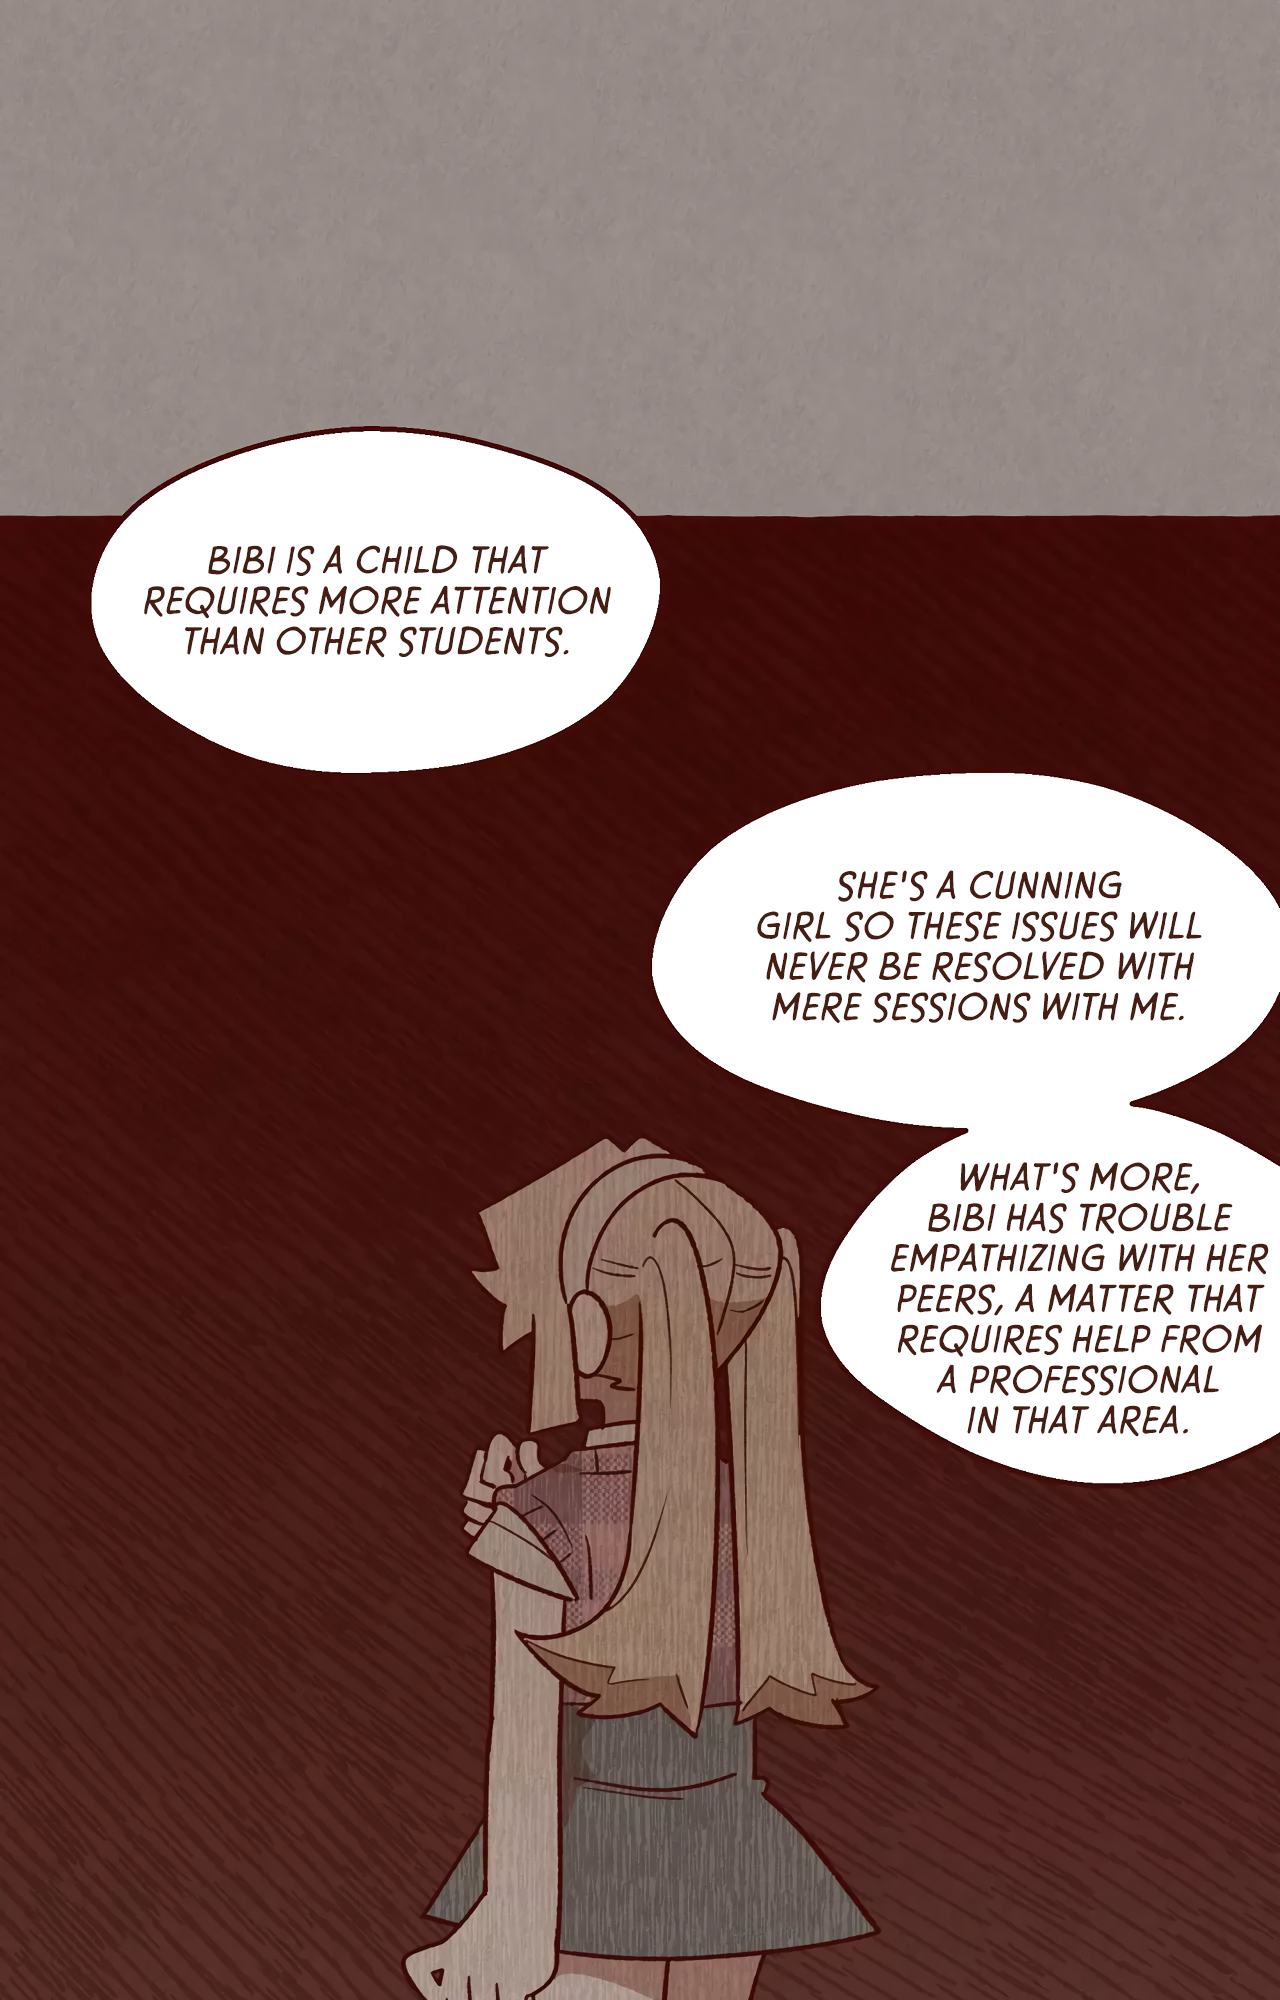 BIBI IS A CHILD THAT
REQUIRES MORE ATTENTION
THAN OTHER STUDENTS.
SHE'S A CUNNING
GIRL SO THESE ISSUES WILL
NEVER BE RESOLVED WITH
MERE SESSIONS WITH ME.
WHAT'S MORE,
BIBI HAS TROUBLE
EMPATHIZING WITH HER
PEERS, A MATTER THAT
REQUIRES HELP FROM
A PROFESSIONAL
IN THAT AREA.